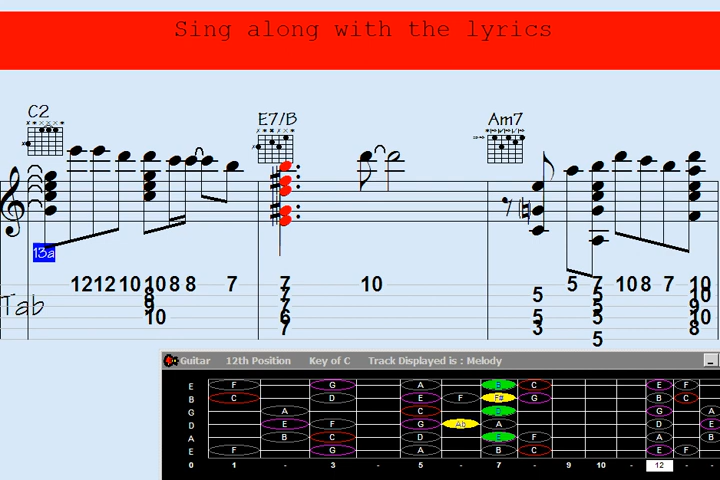 Sing along with the lyrics
C2 E7/B Am7
13a
12 12 10 10 8 8 7 7 10 5 7 10 8 7 10
8 7 5 5 10
9 7 5 9
Tab 10 6 5 5 10
7 3 8
5
Guitar 12th Position Key of C Track Displayed is : Melody
E F G A B C E F
B C D E F F# G B C
G A C G A
D E F G Ab A D E
A B C D E F A B
E F G A B C E F
0 1 - 3 - 5 - 7 - 9 10 - 12 - -